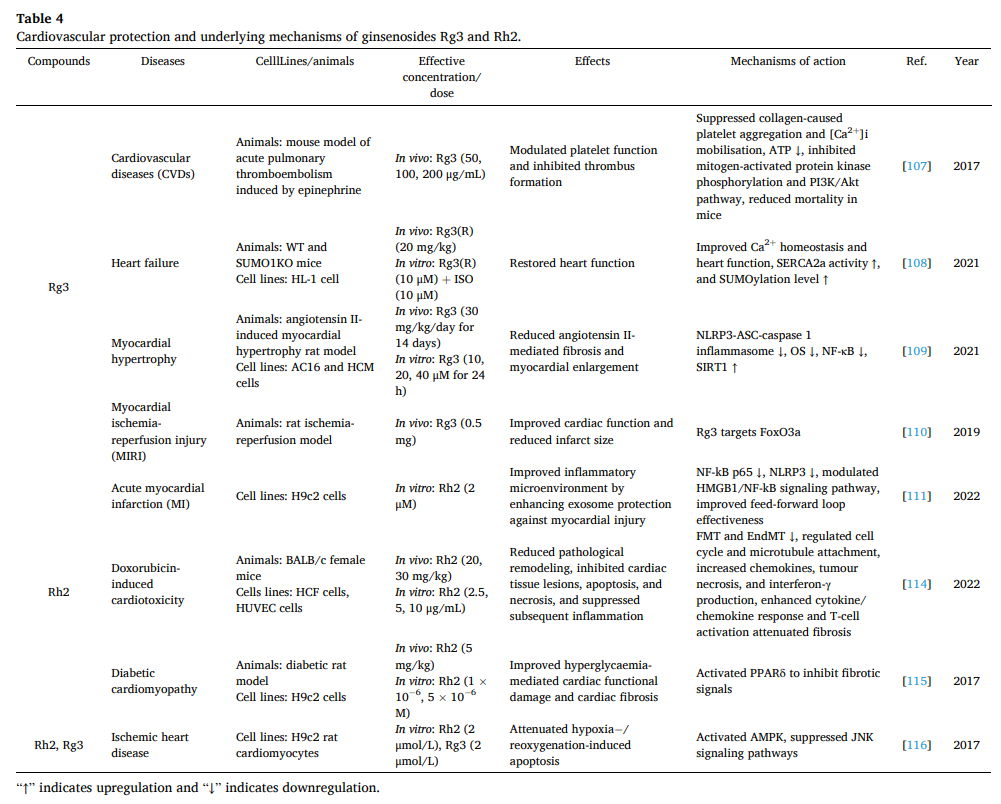 Table 4
Cardiovascular protection and underlying mechanisms of ginsenosides Rg3 and Rh2.
Compounds
Diseases
CelllLines/animals
Effective
concentration/
dose
Effects
Mechanisms of action
Ref.
Year
Rg3
Cardiovascular
diseases (CVDs)
Animals: mouse model of
acute pulmonary
thromboembolism
induced by epinephrine
In vivo: Rg3 (50,
100, 200 μg/mL)
Modulated platelet function
and inhibited thrombus
formation
Suppressed collagen-caused
platelet aggregation and [Ca²⁺]i
mobilisation, ATP ↓, inhibited
mitogen-activated protein kinase
phosphorylation and PI3K/Akt
pathway, reduced mortality in
mice
[107]
2017
Heart failure
Animals: WT and
SUMO1KO mice
Cell lines: HL-1 cell
In vivo: Rg3(R)
(20 mg/kg)
In vitro: Rg3(R)
(10 μM) + ISO
(10 μM)
Restored heart function
Improved Ca²⁺ homeostasis and
heart function, SERCA2a activity ↑,
and SUMOylation level ↑
[108]
2021
Myocardial
hypertrophy
Animals: angiotensin II-
induced myocardial
hypertrophy rat model
Cell lines: AC16 and HCM
cells
In vivo: Rg3 (30
mg/kg/day for
14 days)
In vitro: Rg3 (10,
20, 40 μM for 24
h)
Reduced angiotensin II-
mediated fibrosis and
myocardial enlargement
NLRP3-ASC-caspase 1
inflammasome ↓, OS ↓, NF-κB ↓,
SIRT1 ↑
[109]
2021
Myocardial
ischemia-
reperfusion injury
(MIRI)
Animals: rat ischemia-
reperfusion model
In vivo: Rg3 (0.5
mg)
Improved cardiac function and
reduced infarct size
Rg3 targets FoxO3a
[110]
2019
Rh2
Acute myocardial
infarction (MI)
Cell lines: H9c2 cells
In vitro: Rh2 (2
μM)
Improved inflammatory
microenvironment by
enhancing exosome protection
against myocardial injury
NF-kB p65 ↓, NLRP3 ↓, modulated
HMGB1/NF-kB signaling pathway,
improved feed-forward loop
effectiveness
[111]
2022
Doxorubicin-
induced
cardiotoxicity
Animals: BALB/c female
mice
Cells lines: HCF cells,
HUVEC cells
In vivo: Rh2 (20,
30 mg/kg)
In vitro: Rh2 (2.5,
5, 10 μg/mL)
Reduced pathological
remodeling, inhibited cardiac
tissue lesions, apoptosis, and
necrosis, and suppressed
subsequent inflammation
FMT and EndMT ↓, regulated cell
cycle and microtubule attachment,
increased chemokines, tumour
necrosis, and interferon-γ
production, enhanced cytokine/
chemokine response and T-cell
activation attenuated fibrosis
[114]
2022
Diabetic
cardiomyopathy
Animals: diabetic rat
model
Cell lines: H9c2 cells
In vivo: Rh2 (5
mg/kg)
In vitro: Rh2 (1 ×
10⁻⁶, 5 × 10⁻⁶
M)
Improved hyperglycaemia-
mediated cardiac functional
damage and cardiac fibrosis
Activated PPARδ to inhibit fibrotic
signals
[115]
2017
Rh2, Rg3
Ischemic heart
disease
Cell lines: H9c2 rat
cardiomyocytes
In vitro: Rh2 (2
μmol/L), Rg3 (2
μmol/L)
Attenuated hypoxia−/
reoxygenation-induced
apoptosis
Activated AMPK, suppressed JNK
signaling pathways
[116]
2017
"↑" indicates upregulation and "↓" indicates downregulation.